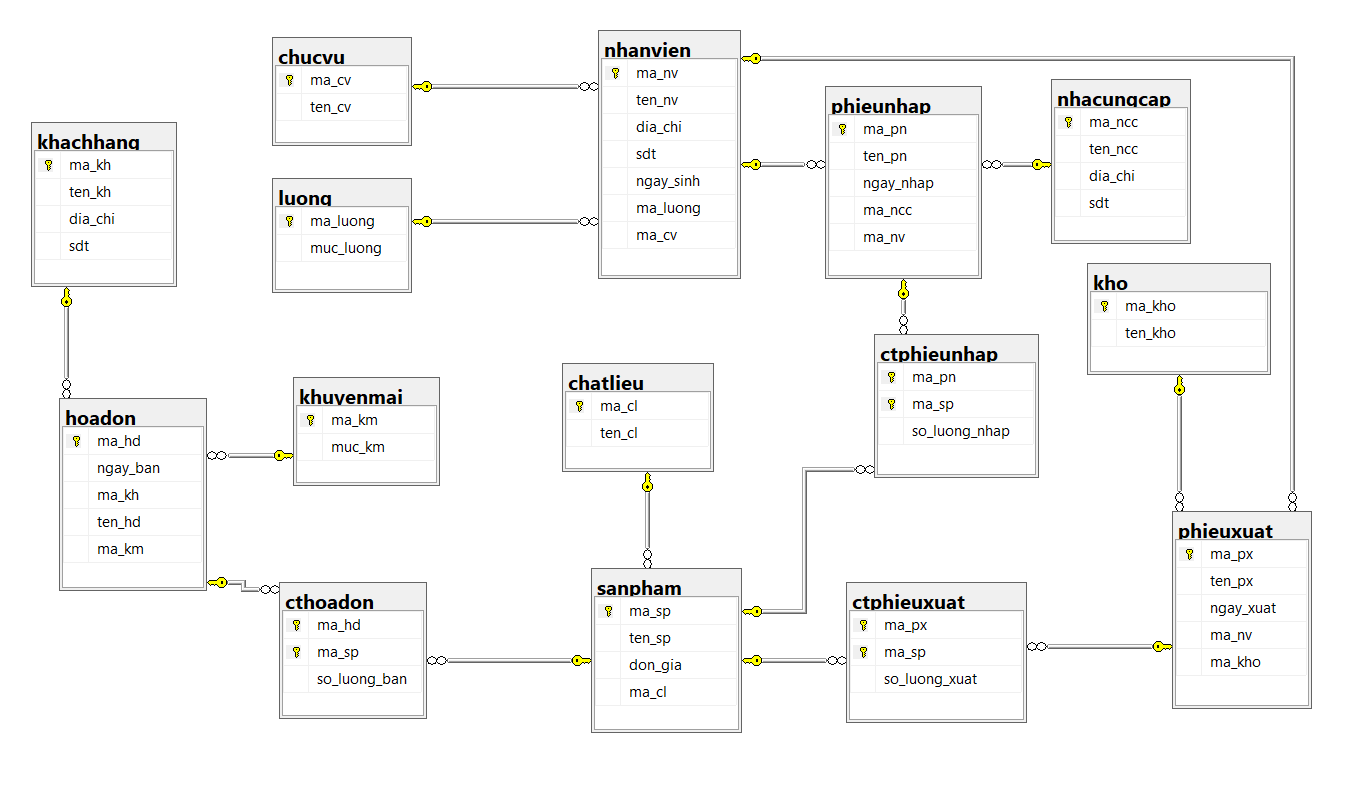 chucvu
ma_cv
ten_cv
nhanvien
ma_nv
ten_nv
dia_chi
sdt
ngay_sinh
ma_luong
ma_cv
phieunhap
ma_pn
ten_pn
ngay_nhap
ma_ncc
ma_nv
nhacungcap
ma_ncc
ten_ncc
dia_chi
sdt
khachhang
ma_kh
ten_kh
dia_chi
sdt
luong
ma_luong
muc_luong
kho
ma_kho
ten_kho
ctphieunhap
ma_pn
ma_sp
so_luong_nhap
chatlieu
ma_cl
ten_cl
khuyenmai
ma_km
muc_km
hoadon
ma_hd
ngay_ban
ma_kh
ten_hd
ma_km
phieuxuat
ma_px
ten_px
ngay_xuat
ma_nv
ma_kho
sanpham
ma_sp
ten_sp
don_gia
ma_cl
cthoadon
ma_hd
ma_sp
so_luong_ban
ctphieuxuat
ma_px
ma_sp
so_luong_xuat